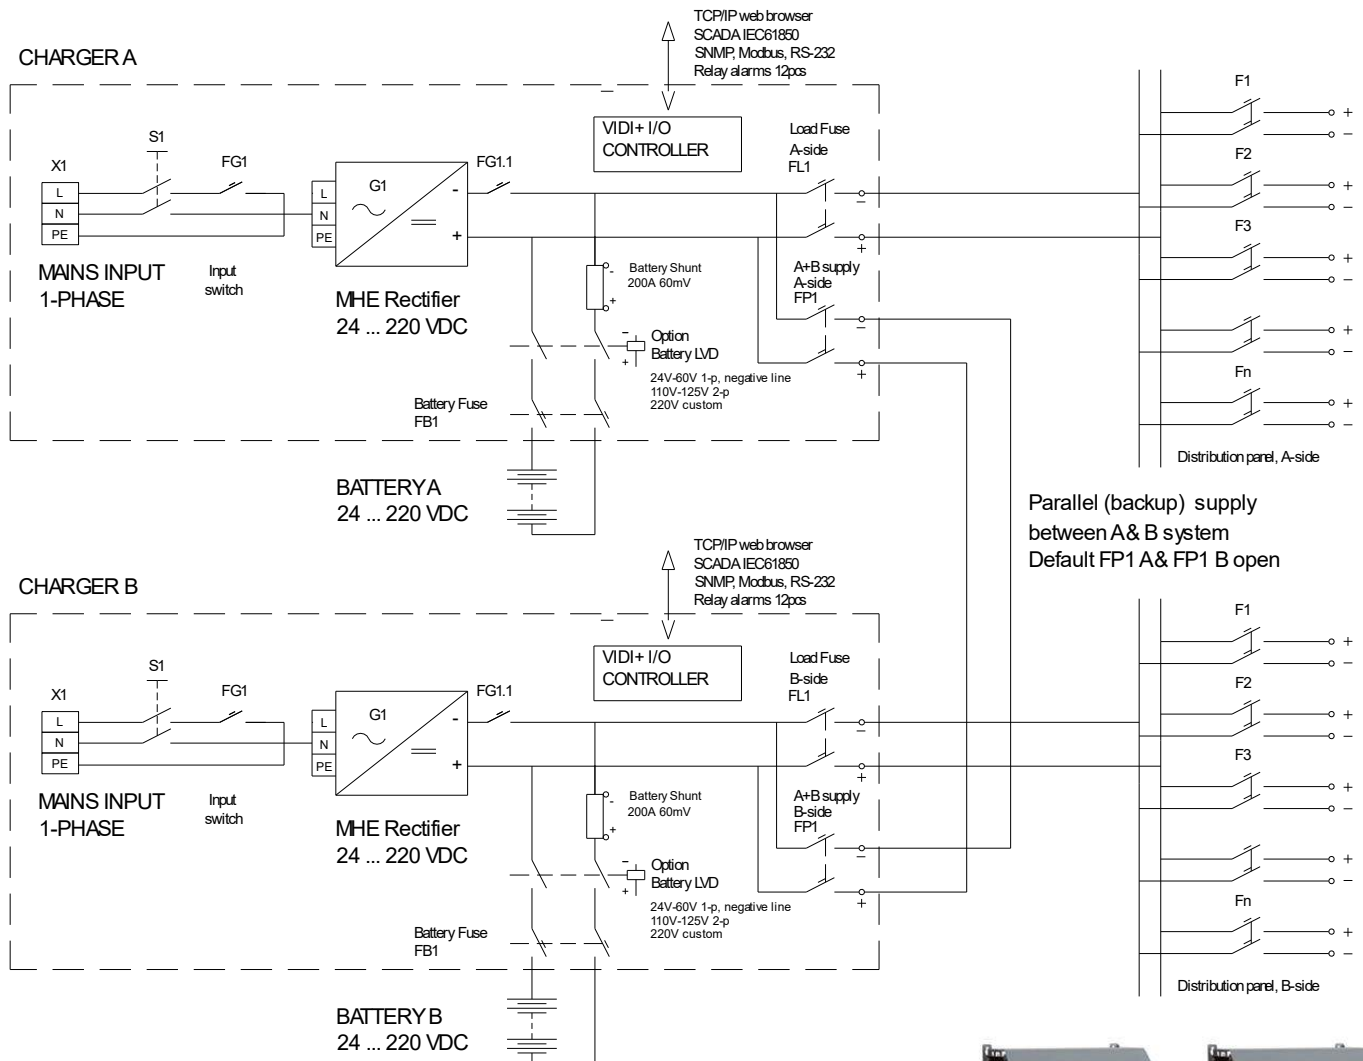 TCP/IP web browser
SCADA IEC61850
SNMP, Modbus, RS-232
Relay alarms 12pcs
CHARGER A
VIDI+ I/O
CONTROLLER
Load Fuse
A-side
FL1
X1
S1
FG1
L
N
PE
MAINS INPUT
1-PHASE
Input
switch
L
N
PE
G1
-
+
MHE Rectifier
24 ... 220 VDC
FG1.1
-
Battery Shunt
200A 60mV
+
A+B supply
A-side
FP1
-
+
-
+
-
Option
Battery LVD
+
24V-60V 1-p, negative line
110V-125V 2-p
220V custom
Battery Fuse
FB1
BATTERY A
24 ... 220 VDC
F1
+
-
F2
+
-
F3
+
-
+
-
Fn
+
-
Distribution panel, A-side
Parallel (backup) supply
between A & B system
Default FP1 A & FP1 B open
TCP/IP web browser
SCADA IEC61850
SNMP, Modbus, RS-232
Relay alarms 12pcs
CHARGER B
VIDI+ I/O
CONTROLLER
Load Fuse
B-side
FL1
X1
S1
FG1
L
N
PE
MAINS INPUT
1-PHASE
Input
switch
L
N
PE
G1
-
+
MHE Rectifier
24 ... 220 VDC
FG1.1
-
Battery Shunt
200A 60mV
+
A+B supply
B-side
FP1
-
+
-
+
-
Option
Battery LVD
+
24V-60V 1-p, negative line
110V-125V 2-p
220V custom
Battery Fuse
FB1
BATTERY B
24 ... 220 VDC
F1
+
-
F2
+
-
F3
+
-
+
-
Fn
+
-
Distribution panel, B-side